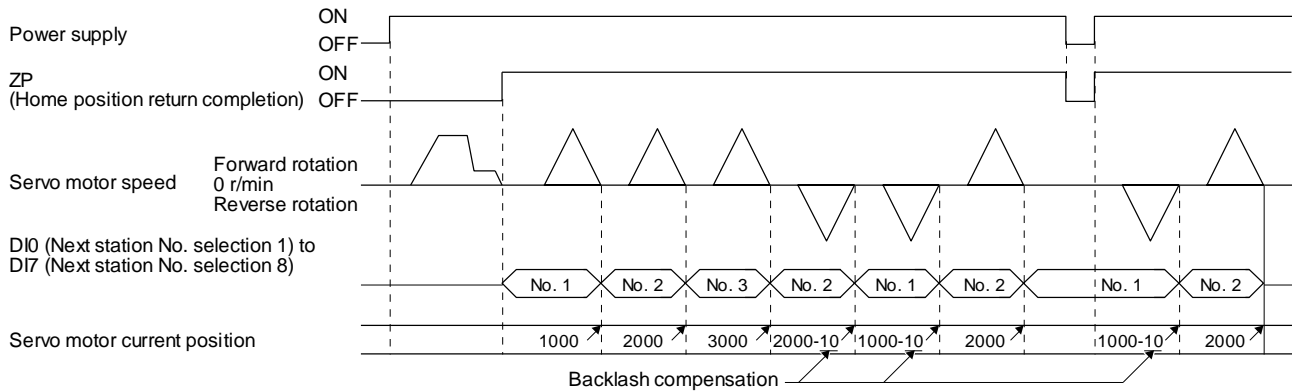 Power supply
ON
OFF
ZP
(Home position return completion)
ON
OFF
Servo motor speed
Forward rotation
0 r/min
Reverse rotation
DI0 (Next station No. selection 1) to
DI7 (Next station No. selection 8)
No. 1 No. 2 No. 3 No. 2 No. 1 No. 2 No. 1 No. 2
Servo motor current position
1000 2000 3000 2000-10 1000-10 2000 1000-10 2000
Backlash compensation